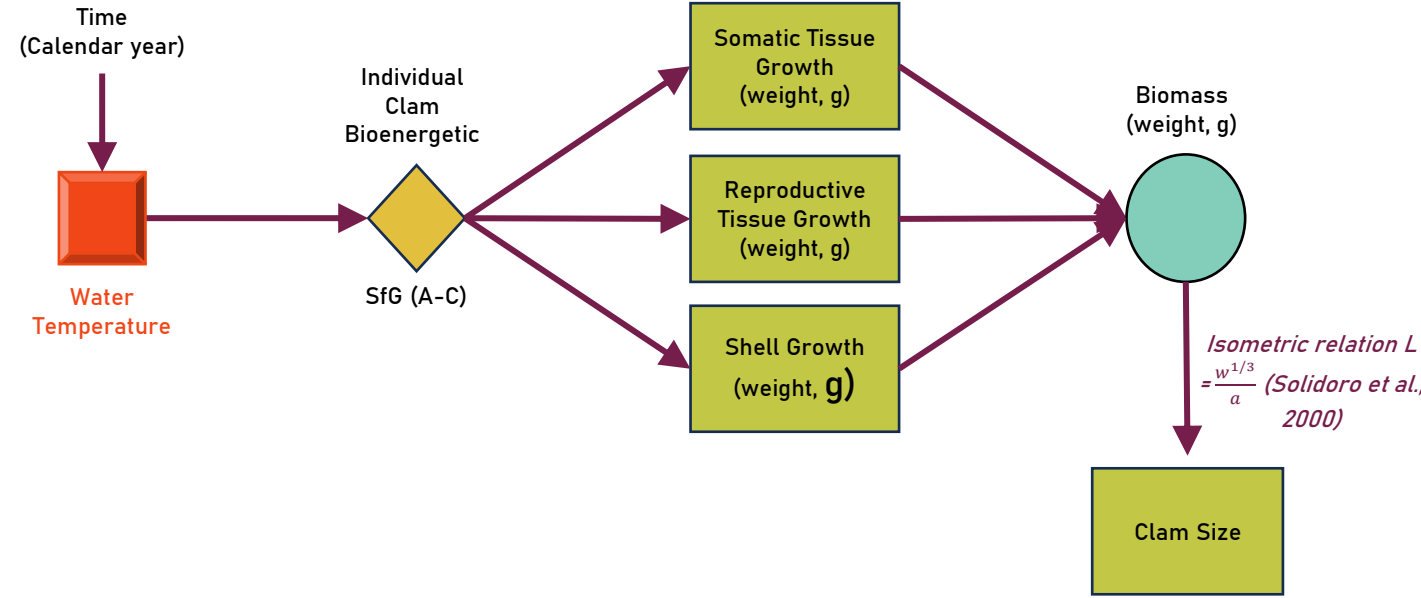 Time
(Calendar year)
Water
Temperature
Individual
Clam
Bioenergetic
SfG (A-C)
Somatic Tissue
Growth
(weight, g)
Reproductive
Tissue Growth
(weight, g)
Shell Growth
(weight, g)
Biomass
(weight, g)
Isometric relation L
= w^{1/3}/a (Solidoro et al.,
2000)
Clam Size